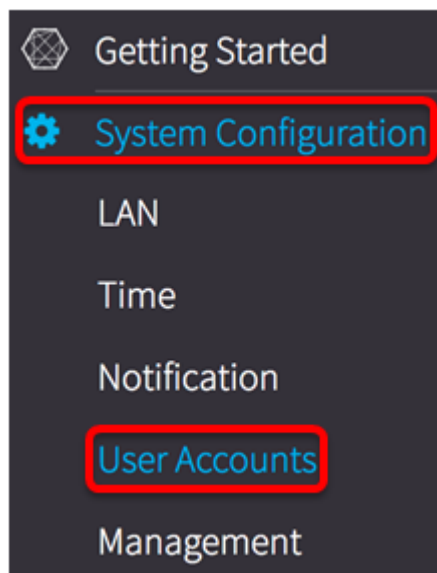 Getting Started
System Configuration
LAN
Time
Notification
User Accounts
Management